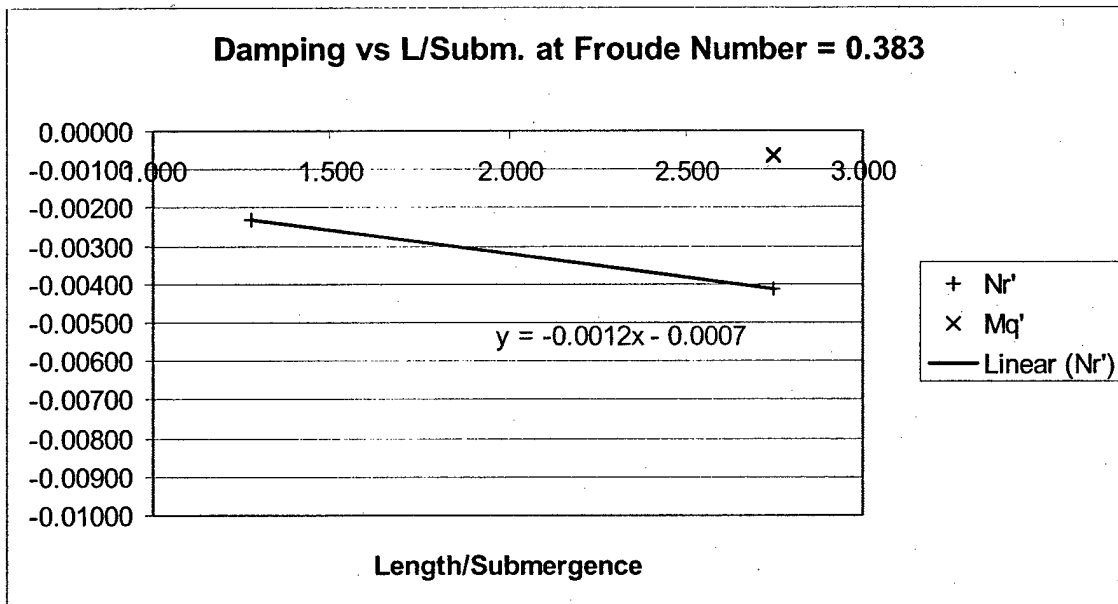 Damping vs L/Subm. at Froude Number = 0.383
0.00000
-0.00100
1.000 1.500 2.000 2.500 3.000
-0.00200
-0.00300
-0.00400
-0.00500
y = -0.0012x - 0.0007
-0.00600
-0.00700
-0.00800
-0.00900
-0.01000
Length/Submergence
Nr'
Mq'
Linear (Nr')